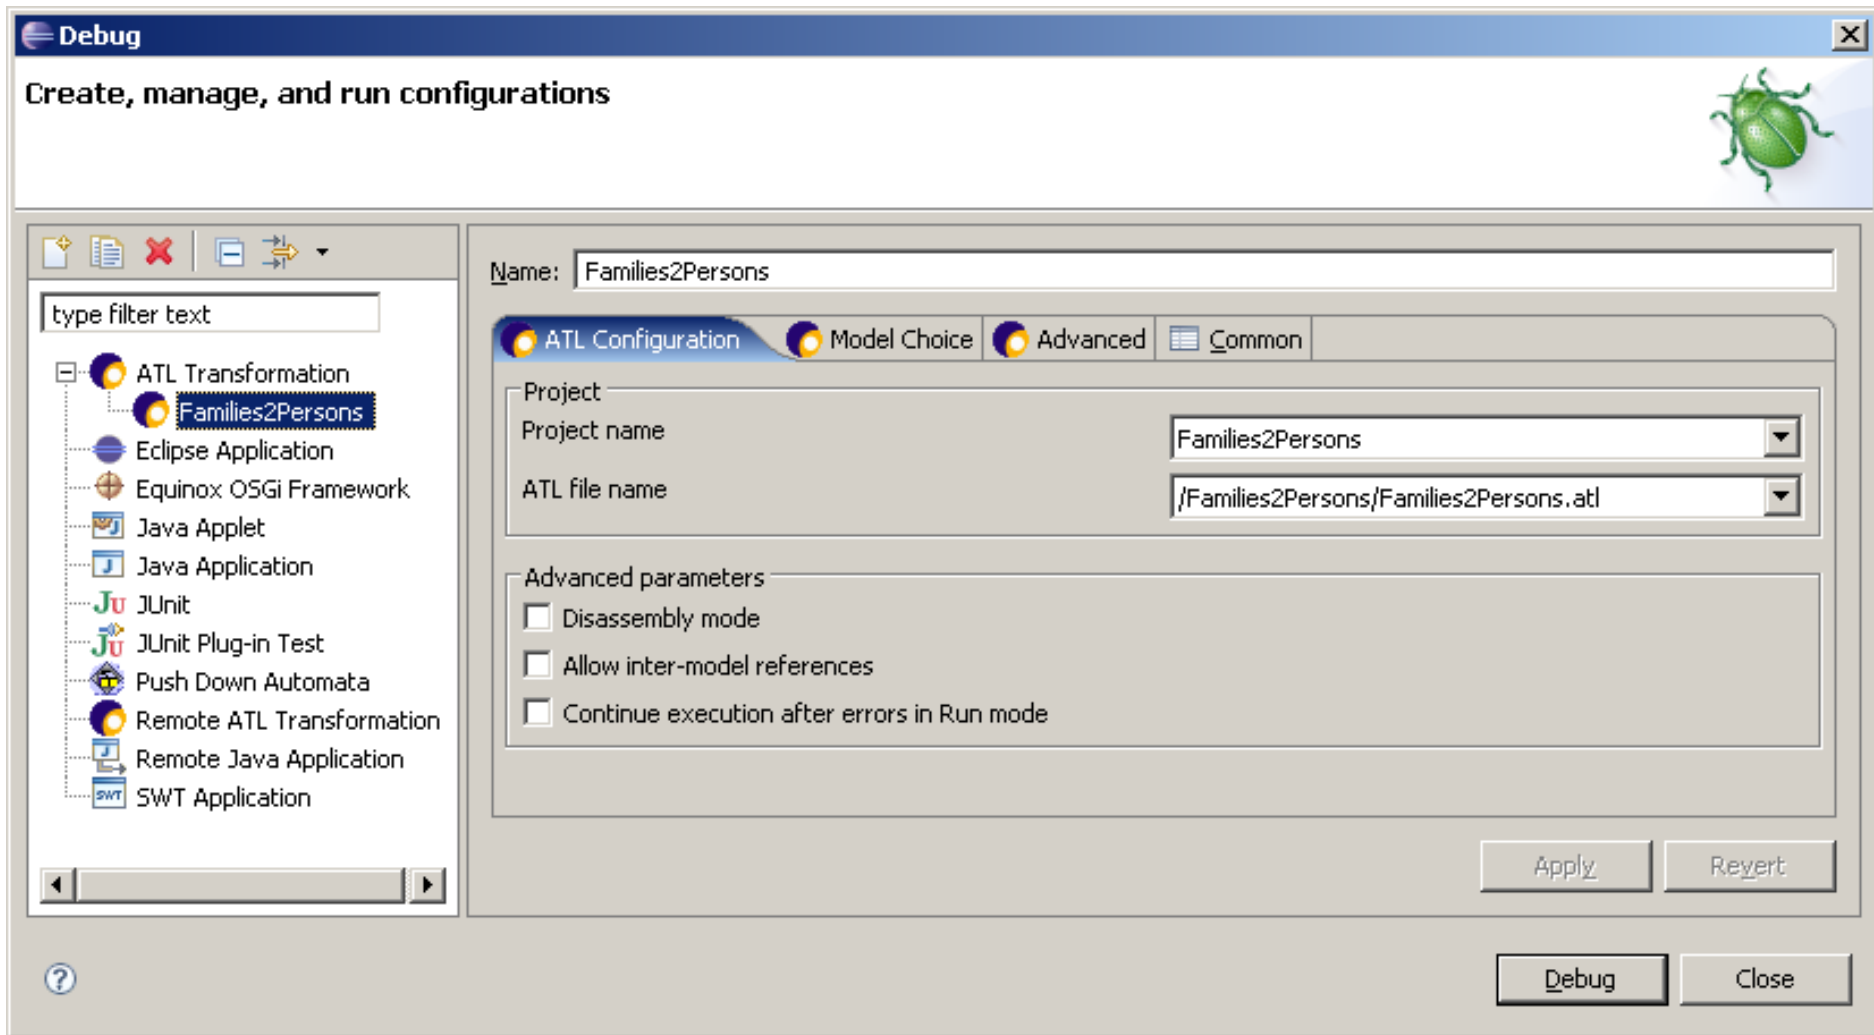 Debug
Create, manage, and run configurations
type filter text
ATL Transformation
Families2Persons
Eclipse Application
Equinox OSGi Framework
Java Applet
Java Application
JUnit
JUnit Plug-in Test
Push Down Automata
Remote ATL Transformation
Remote Java Application
SWT Application
Name: Families2Persons
ATL Configuration Model Choice Advanced Common
Project
Project name Families2Persons
ATL file name /Families2Persons/Families2Persons.atl
Advanced parameters
Disassembly mode
Allow inter-model references
Continue execution after errors in Run mode
Apply Revert
Debug Close